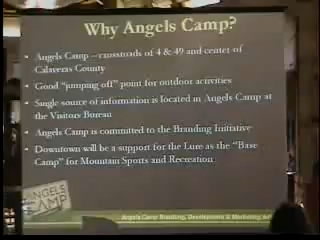 Why Angels Camp?
• Angels Camp – crossroads of 4 & 49 and center of
Calaveras County
• Good "jumping off" point for outdoor activities
• Single source of information is located in Angels Camp at
the Visitors Bureau
• Angels Camp is committed to the Branding Initiative
• Downtown will be a support for the Lure as the "Base
Camp" for Mountain Sports and Recreation
ANGELS
CAMP
Angels Camp Branding, Development & Marketing